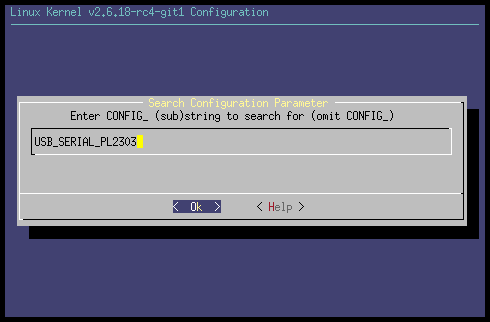 Linux Kernel v2.6.18-rc4-git1 Configuration
Search Configuration Parameter
Enter CONFIG_ (sub)string to search for (omit CONFIG_)
USB_SERIAL_PL2303
< Ok > < Help >